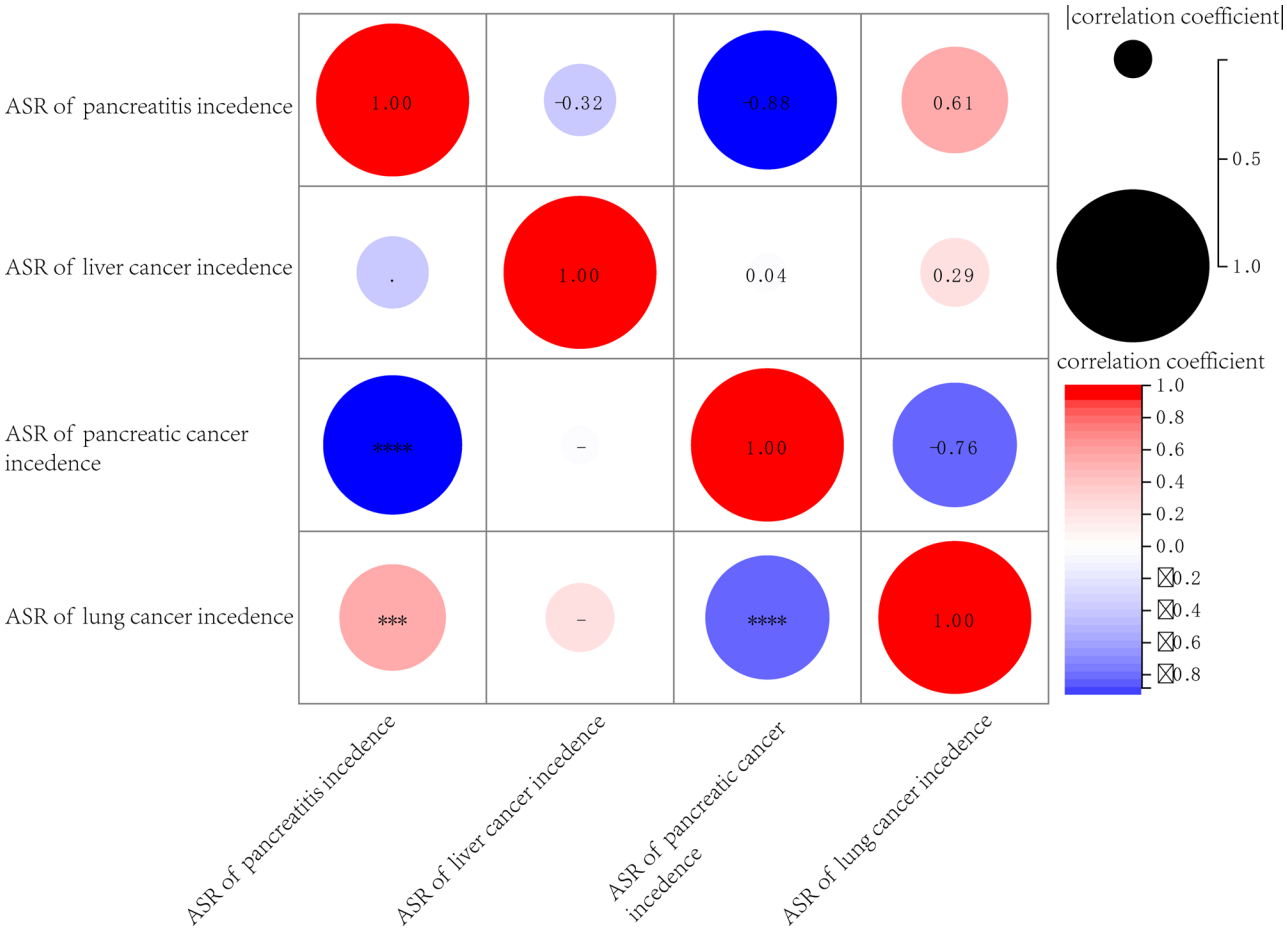 |correlation coefficient|
ASR of pancreatitis incedence
1.00
-0.32
-0.88
0.61
0.5
1.0
ASR of liver cancer incedence
.
1.00
0.04
0.29
correlation coefficient
1.0
0.8
0.6
0.4
0.2
0.0
☒0.2
☒0.4
☒0.6
☒0.8
ASR of pancreatic cancer
incedence
****
-
1.00
-0.76
ASR of lung cancer incedence
***
-
****
1.00
ASR of pancreatitis incedence
ASR of liver cancer incedence
ASR of pancreatic cancer
incedence
ASR of lung cancer incedence